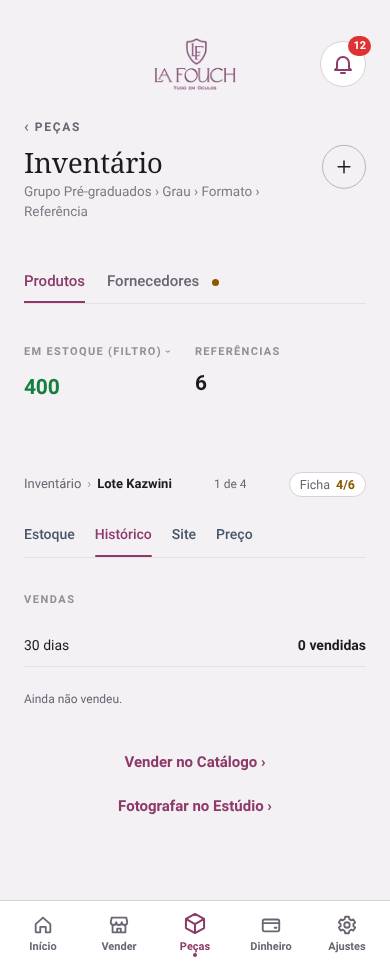 12
LA FOUCH
TUDO EM ÓCULOS
‹ PEÇAS
Inventário
Grupo Pré-graduados › Grau › Formato ›
Referência
+
Produtos Fornecedores
EM ESTOQUE (FILTRO) REFERÊNCIAS
400 6
Inventário › Lote Kazwini 1 de 4 Ficha 4/6
Estoque Histórico Site Preço
VENDAS
30 dias 0 vendidas
Ainda não vendeu.
Vender no Catálogo ›
Fotografar no Estúdio ›
Início Vender Peças Dinheiro Ajustes